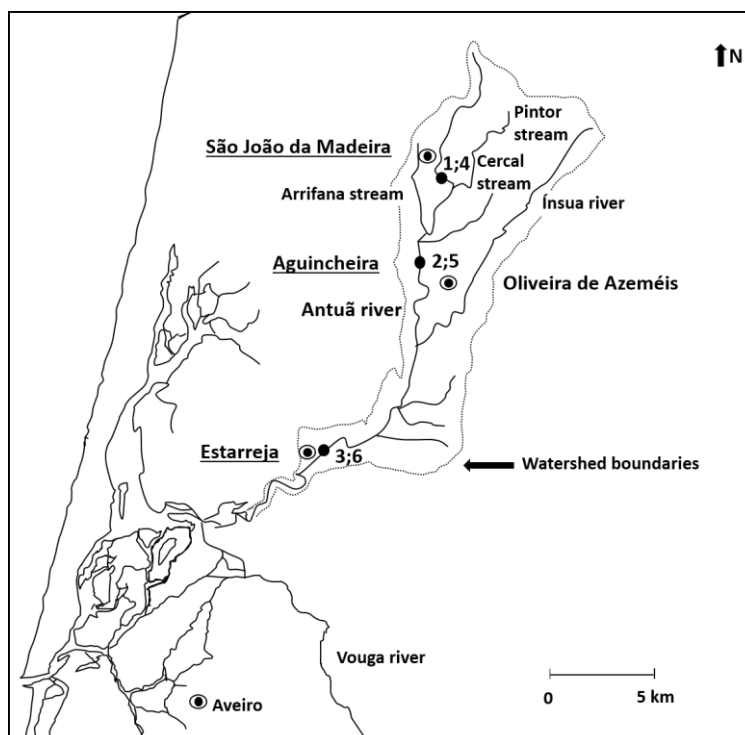 N
Pintor
stream
São João da Madeira
1;4
Cercal
stream
Arrifana stream
Ínsua river
Aguincheira
2;5
Oliveira de Azeméis
Antuã river
Estarreja
3;6
Watershed boundaries
Vouga river
Aveiro
0
5 km